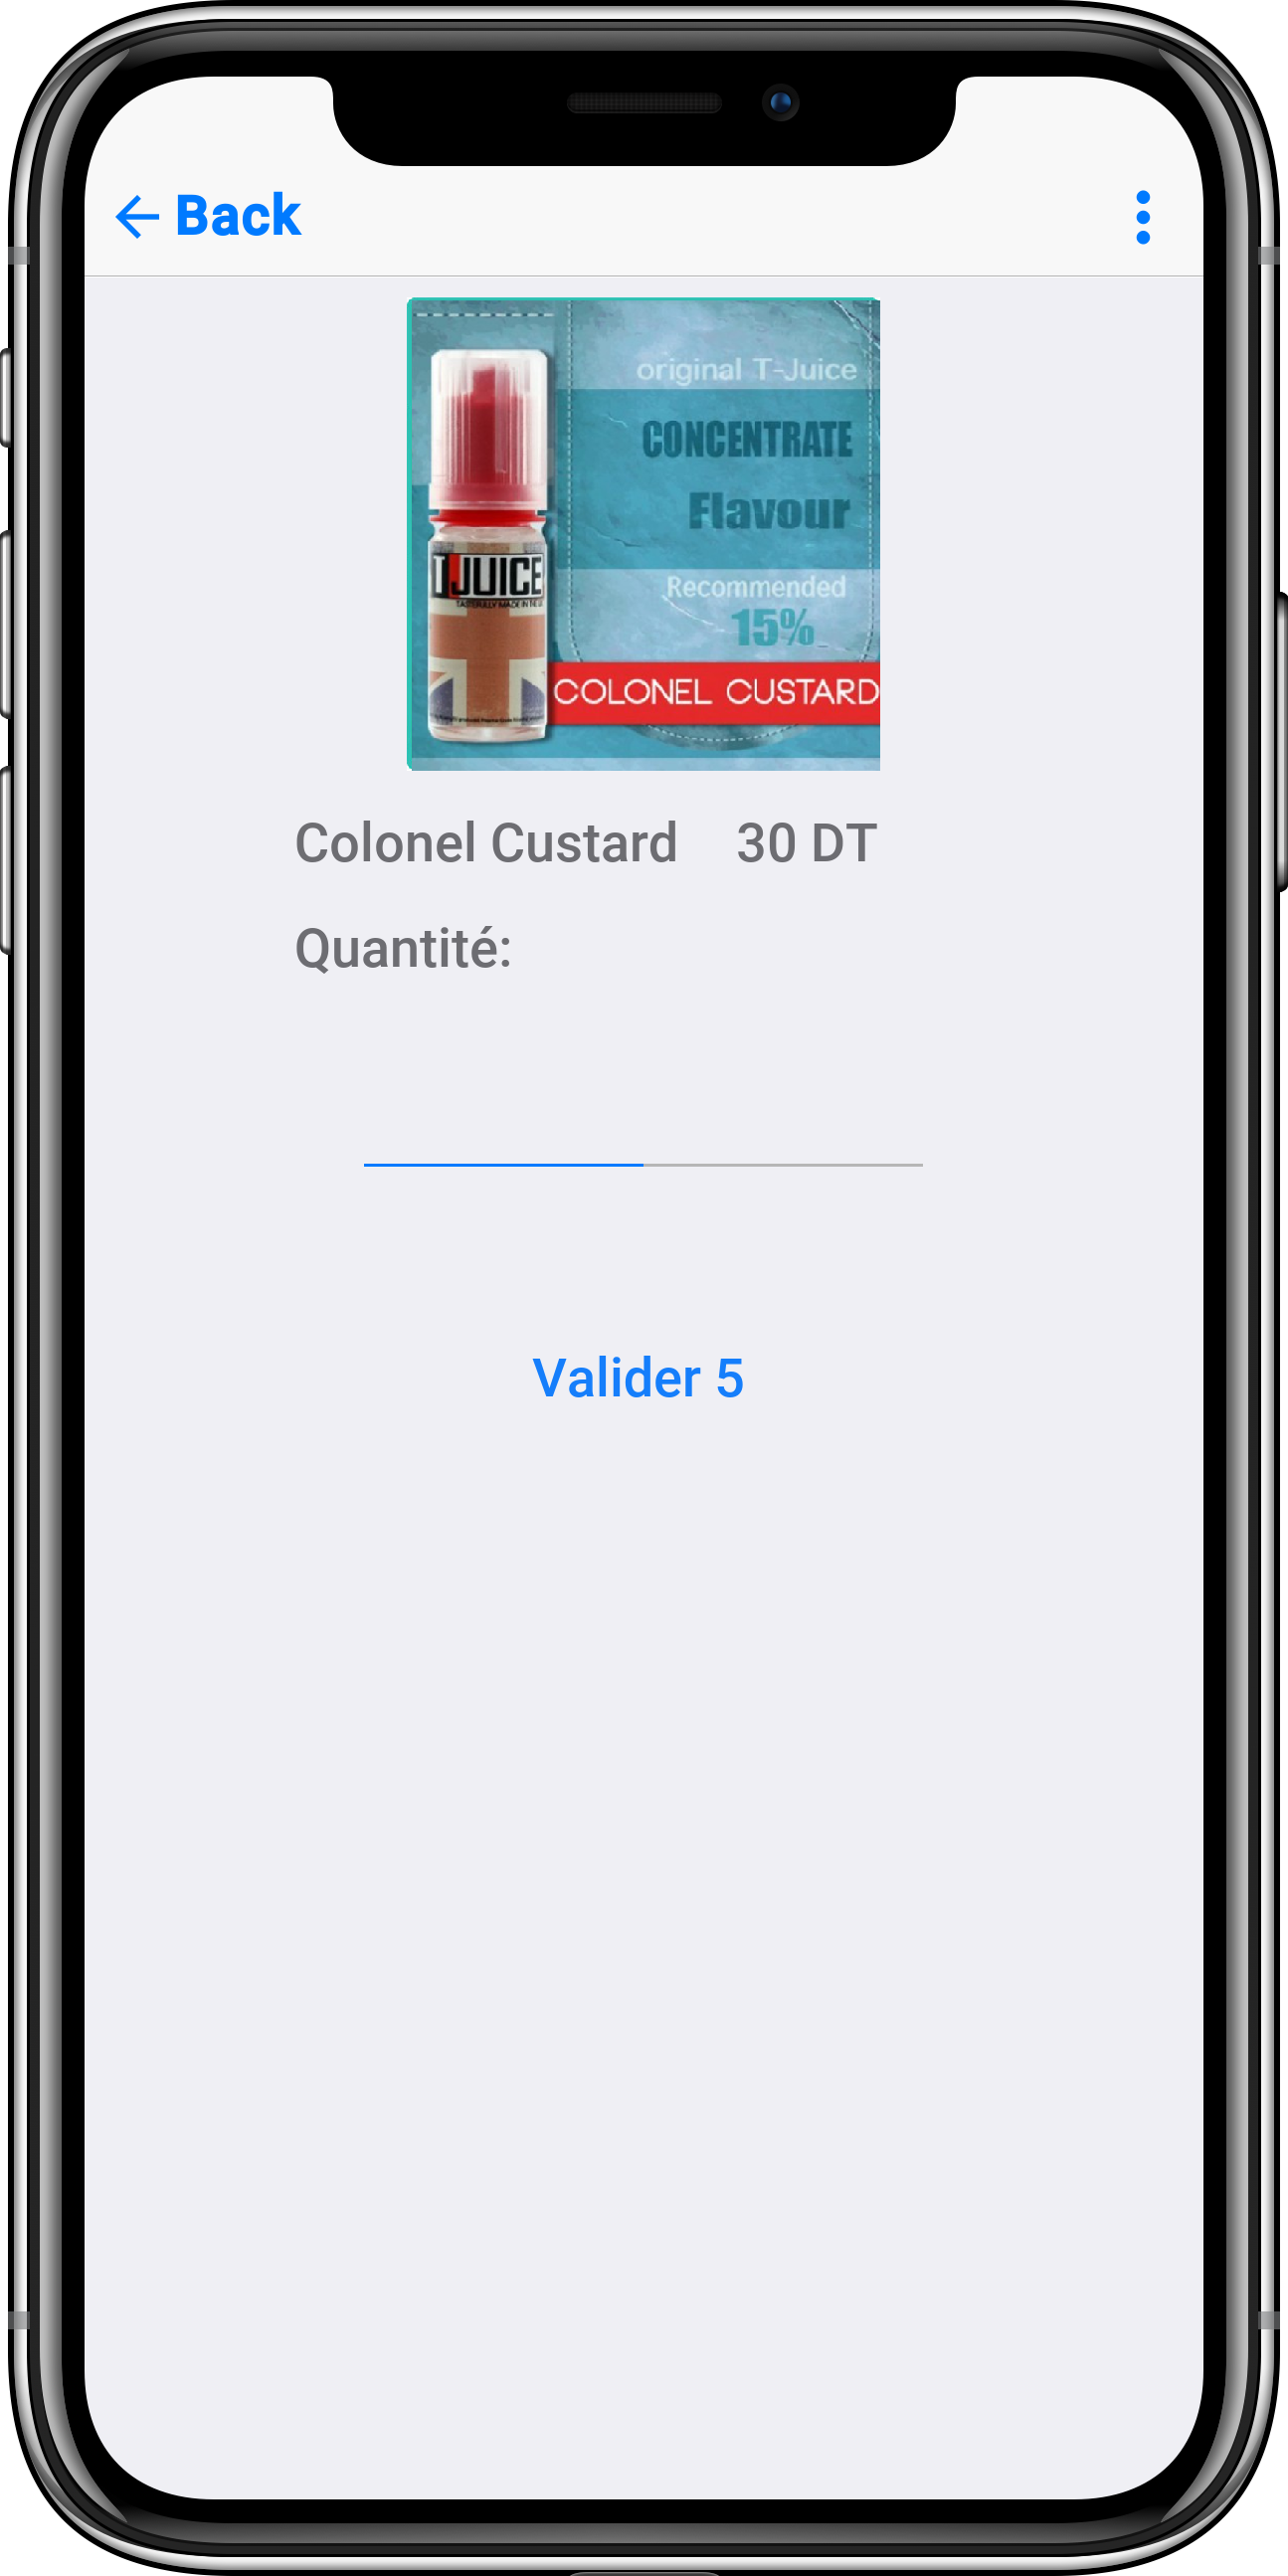 Back
original T-Juice
CONCENTRATE
Flavour
Recommended
15%
TJUICE
TASTEFULLY MADE IN THE UK
COLONEL CUSTARD
Colonel Custard 30 DT
Quantité:
Valider 5